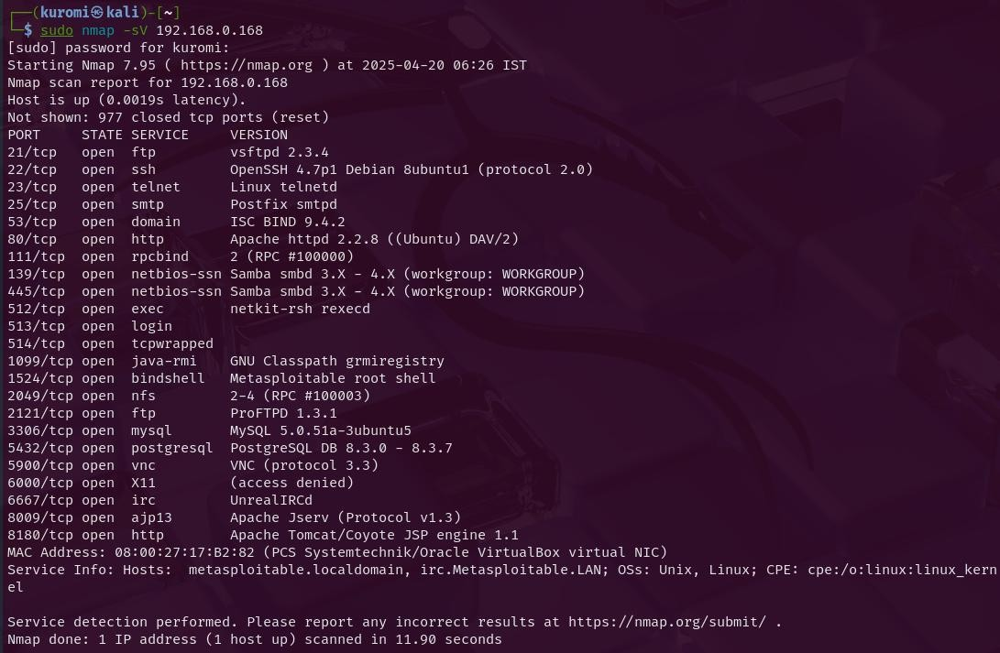 ┌──(kuromi㉿kali)-[~]
└─$ sudo nmap -sV 192.168.0.168
[sudo] password for kuromi:
Starting Nmap 7.95 ( https://nmap.org ) at 2025-04-20 06:26 IST
Nmap scan report for 192.168.0.168
Host is up (0.0019s latency).
Not shown: 977 closed tcp ports (reset)
PORT     STATE SERVICE     VERSION
21/tcp   open  ftp         vsftpd 2.3.4
22/tcp   open  ssh         OpenSSH 4.7p1 Debian 8ubuntu1 (protocol 2.0)
23/tcp   open  telnet      Linux telnetd
25/tcp   open  smtp        Postfix smtpd
53/tcp   open  domain      ISC BIND 9.4.2
80/tcp   open  http        Apache httpd 2.2.8 ((Ubuntu) DAV/2)
111/tcp  open  rpcbind     2 (RPC #100000)
139/tcp  open  netbios-ssn Samba smbd 3.X - 4.X (workgroup: WORKGROUP)
445/tcp  open  netbios-ssn Samba smbd 3.X - 4.X (workgroup: WORKGROUP)
512/tcp  open  exec        netkit-rsh rexecd
513/tcp  open  login
514/tcp  open  tcpwrapped
1099/tcp open  java-rmi    GNU Classpath grmiregistry
1524/tcp open  bindshell   Metasploitable root shell
2049/tcp open  nfs         2-4 (RPC #100003)
2121/tcp open  ftp         ProFTPD 1.3.1
3306/tcp open  mysql       MySQL 5.0.51a-3ubuntu5
5432/tcp open  postgresql  PostgreSQL DB 8.3.0 - 8.3.7
5900/tcp open  vnc         VNC (protocol 3.3)
6000/tcp open  X11         (access denied)
6667/tcp open  irc         UnrealIRCd
8009/tcp open  ajp13       Apache Jserv (Protocol v1.3)
8180/tcp open  http        Apache Tomcat/Coyote JSP engine 1.1
MAC Address: 08:00:27:17:B2:82 (PCS Systemtechnik/Oracle VirtualBox virtual NIC)
Service Info: Hosts:  metasploitable.localdomain, irc.Metasploitable.LAN; OSs: Unix, Linux; CPE: cpe:/o:linux:linux_kern
el
Service detection performed. Please report any incorrect results at https://nmap.org/submit/ .
Nmap done: 1 IP address (1 host up) scanned in 11.90 seconds